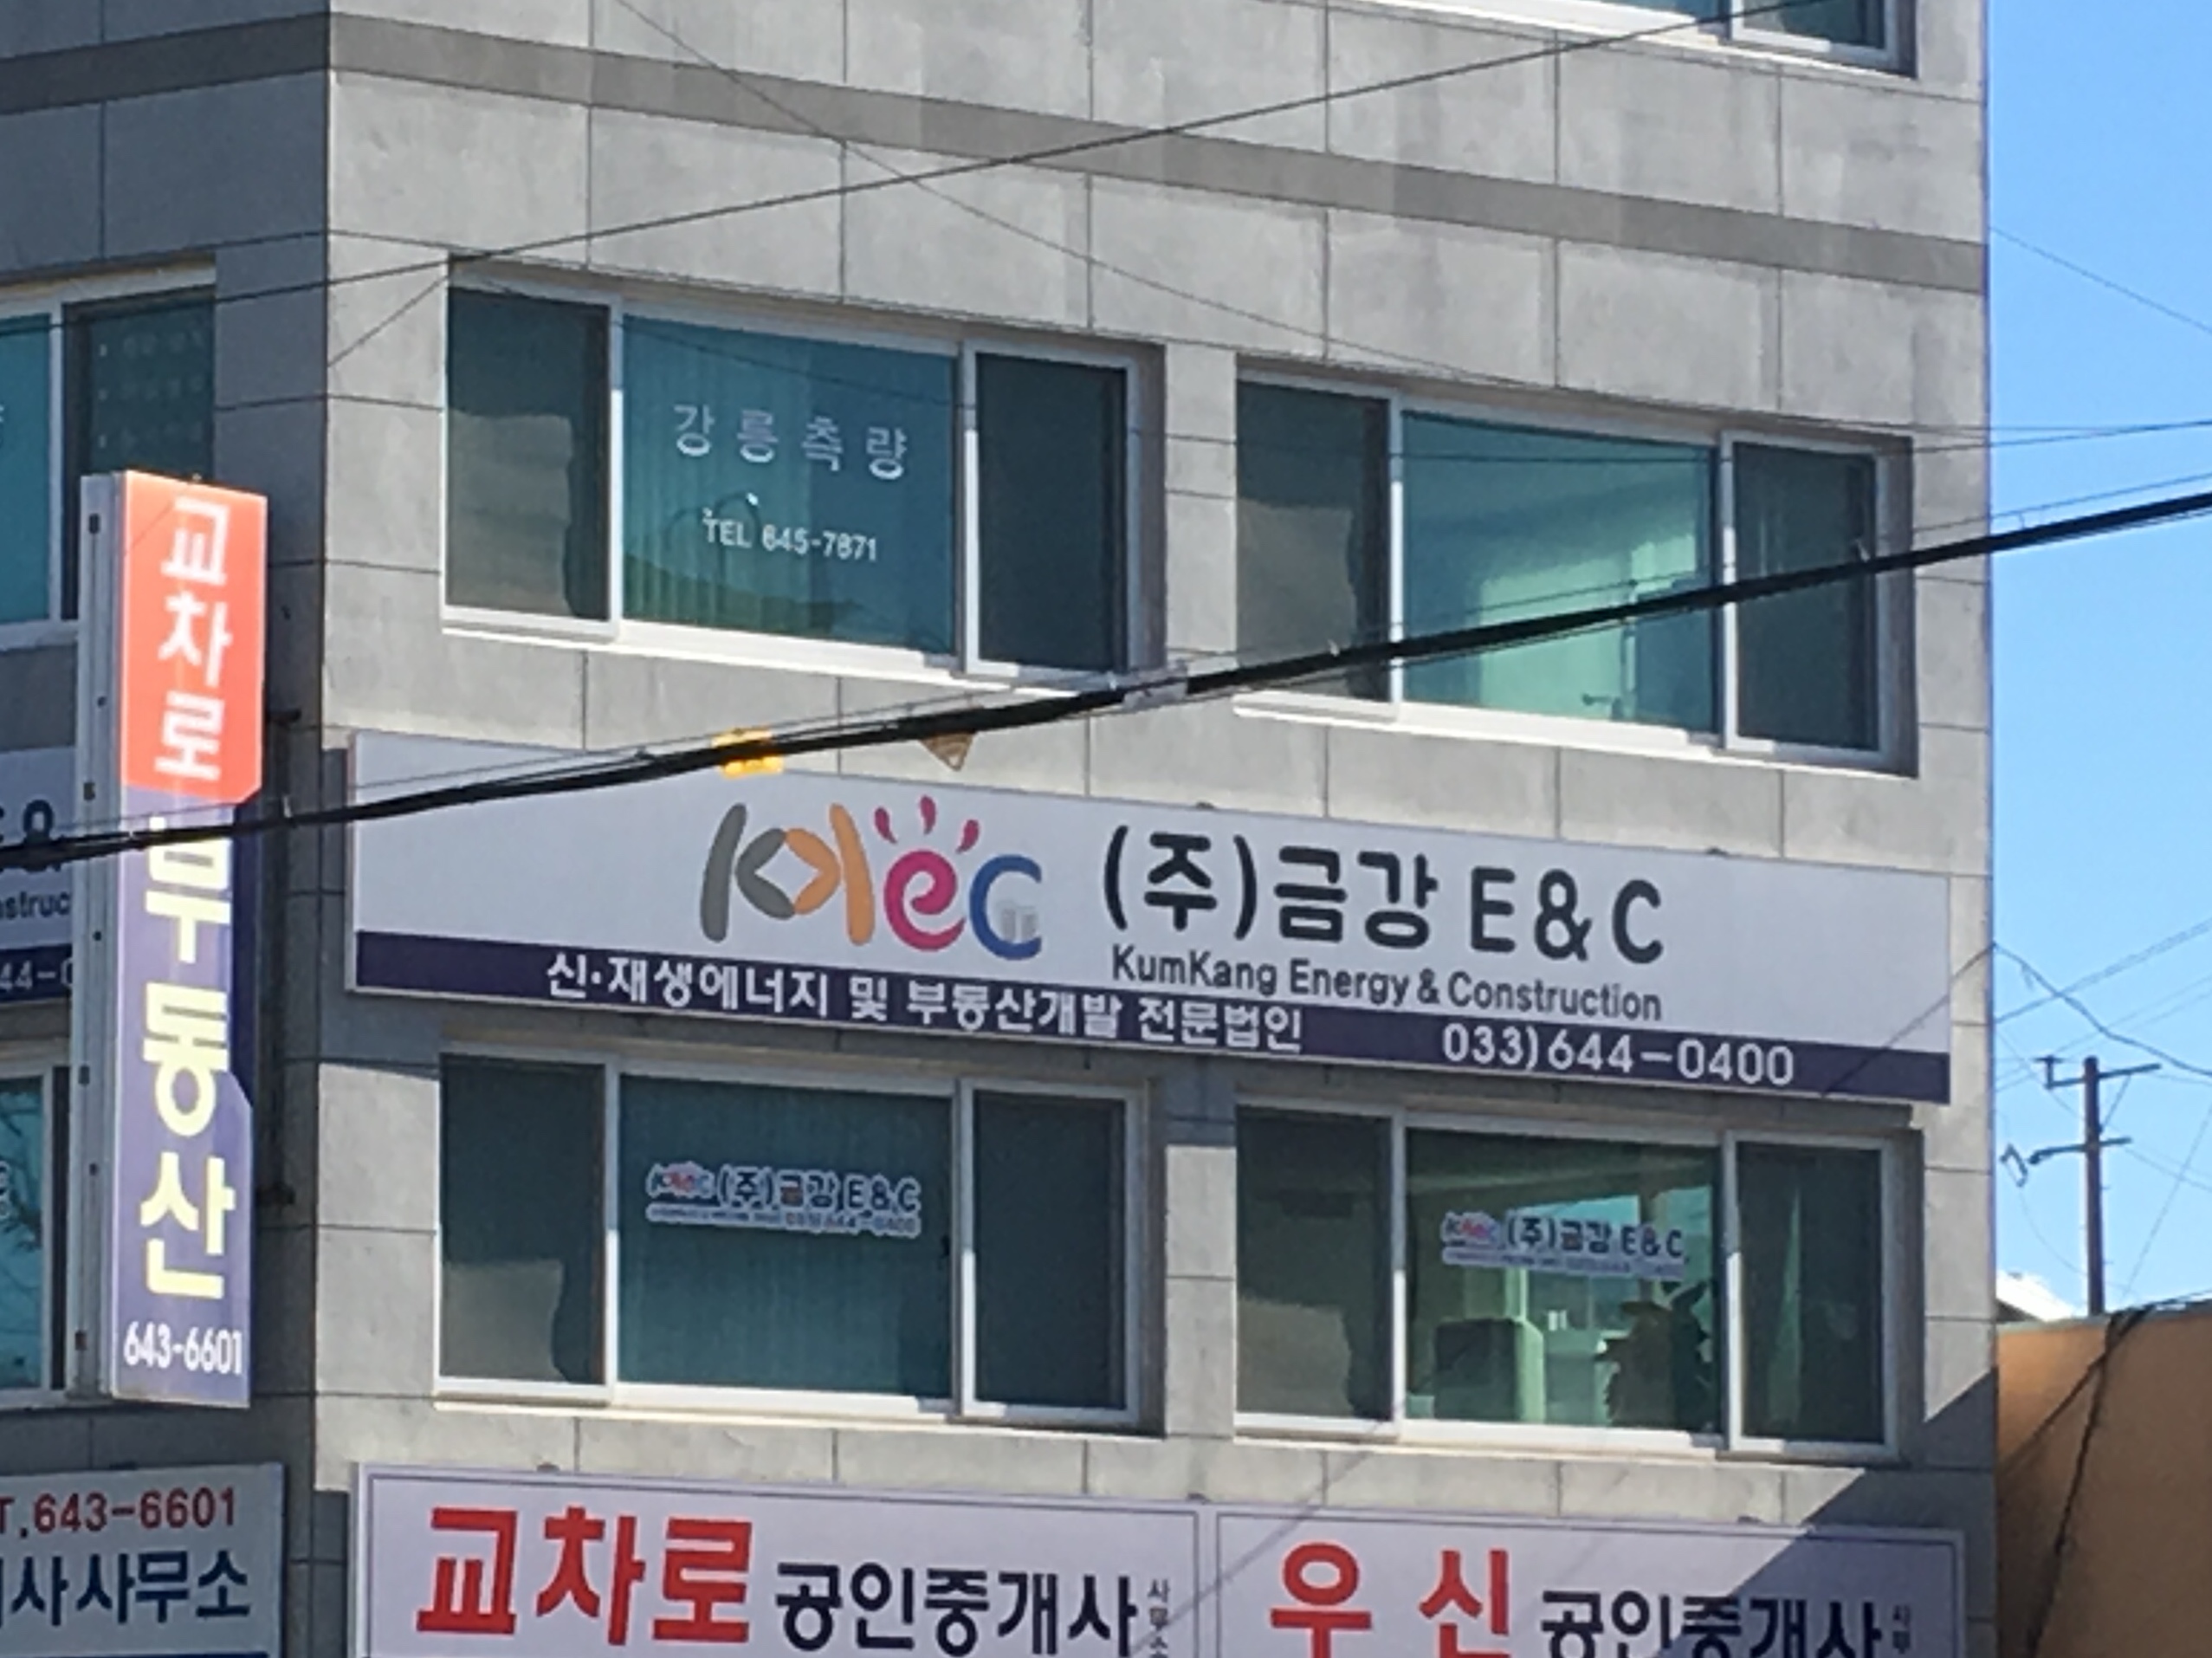 강릉측량
TEL 645-7871
교차로
부동산
643-6601
KKeC (주)금강 E&C
KumKang Energy & Construction
신·재생에너지 및 부동산개발 전문법인 033)644-0400
(주)금강 E&C
(주)금강 E&C
T.643-6601
사사무소
교차로 공인중개사
우신 공인중개사